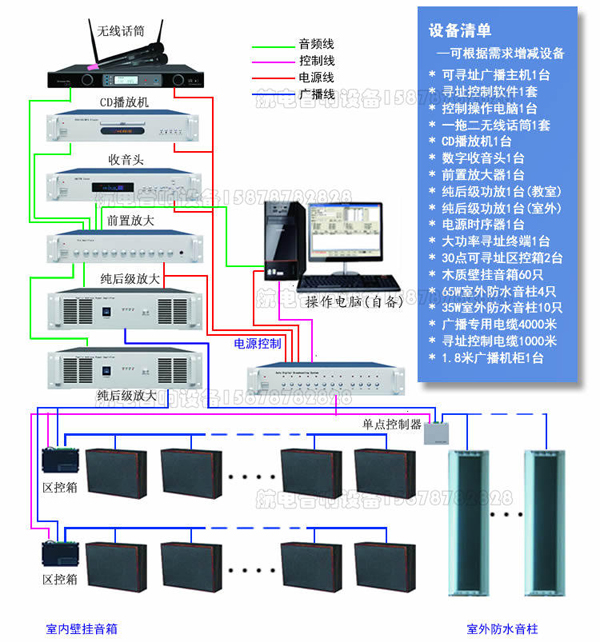 无线话筒
音频线
控制线
电源线
广播线
CD播放机
收音头
前置放大
纯后级放大
操作电脑(自备)
电源控制
纯后级放大
单点控制器
区控箱
区控箱
室内壁挂音箱
室外防水音柱
设备清单
—可根据需求增减设备
* 可寻址广播主机1台
* 寻址控制软件1套
* 控制操作电脑1台
* 一拖二无线话筒1套
* CD播放机1台
* 数字收音头1台
* 前置放大器1台
* 纯后级功放1台(教室)
* 纯后级功放1台(室外)
* 电源时序器1台
* 大功率寻址终端1台
* 30点可寻址区控箱2台
* 木质壁挂音箱60只
* 65W室外防水音柱4只
* 35W室外防水音柱10只
* 广播专用电缆4000米
* 寻址控制电缆1000米
* 1.8米广播机柜1台
音响设备15878782828
音响设备15878782828
音响设备15878782828
音响设备15878782828
音响设备15878782828